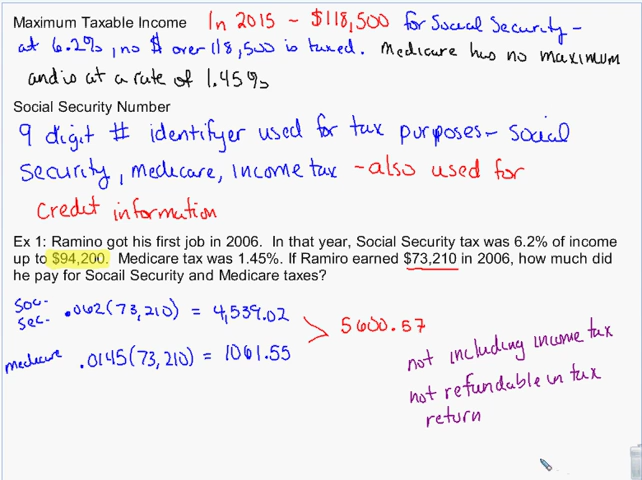 Maximum Taxable Income In 2015 ~ $118,500 for Social Security -
at 6.2%, no $ over 118,500 is taxed. Medicare has no maximum
and is at a rate of 1.45%
Social Security Number
9 digit # identifyer used for tax purposes - social
security, medicare, income tax - also used for
credit information
Ex 1: Ramino got his first job in 2006. In that year, Social Security tax was 6.2% of income
up to $94,200. Medicare tax was 1.45%. If Ramiro earned $73,210 in 2006, how much did
he pay for Socail Security and Medicare taxes?
Soc.
Sec. .062(73,210) = 4,539.02
5600.57
medicare .0145(73,210) = 1061.55
not including income tax
not refundable in tax
return